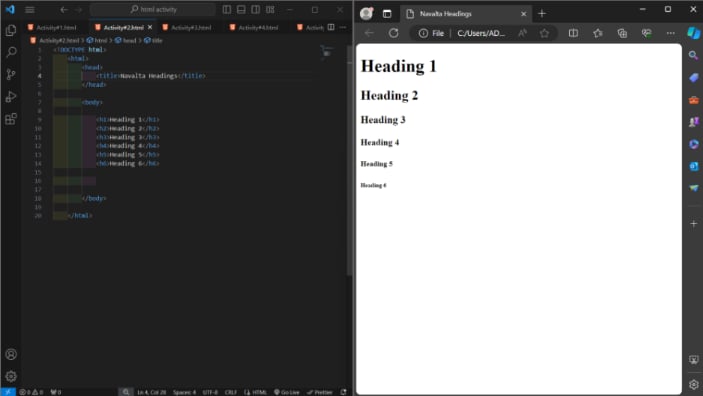 html activity
Activity#1.html
Activity#2.html
Activity#3.html
Activity#4.html
Activity
Activity#2.html > html > head > title
1 <!DOCTYPE html>
2 <html>
3 <head>
4 <title>Navalta Headings</title>
5 </head>
6
7 <body>
8
9 <h1>Heading 1</h1>
10 <h2>Heading 2</h2>
11 <h3>Heading 3</h3>
12 <h4>Heading 4</h4>
13 <h5>Heading 5</h5>
14 <h6>Heading 6</h6>
15
16
17
18 </body>
19
20 </html>
0 0 0 Ln 4, Col 28 Spaces: 4 UTF-8 CRLF HTML Go Live Prettier
Navalta Headings
File C:/Users/AD...
Heading 1
Heading 2
Heading 3
Heading 4
Heading 5
Heading 6